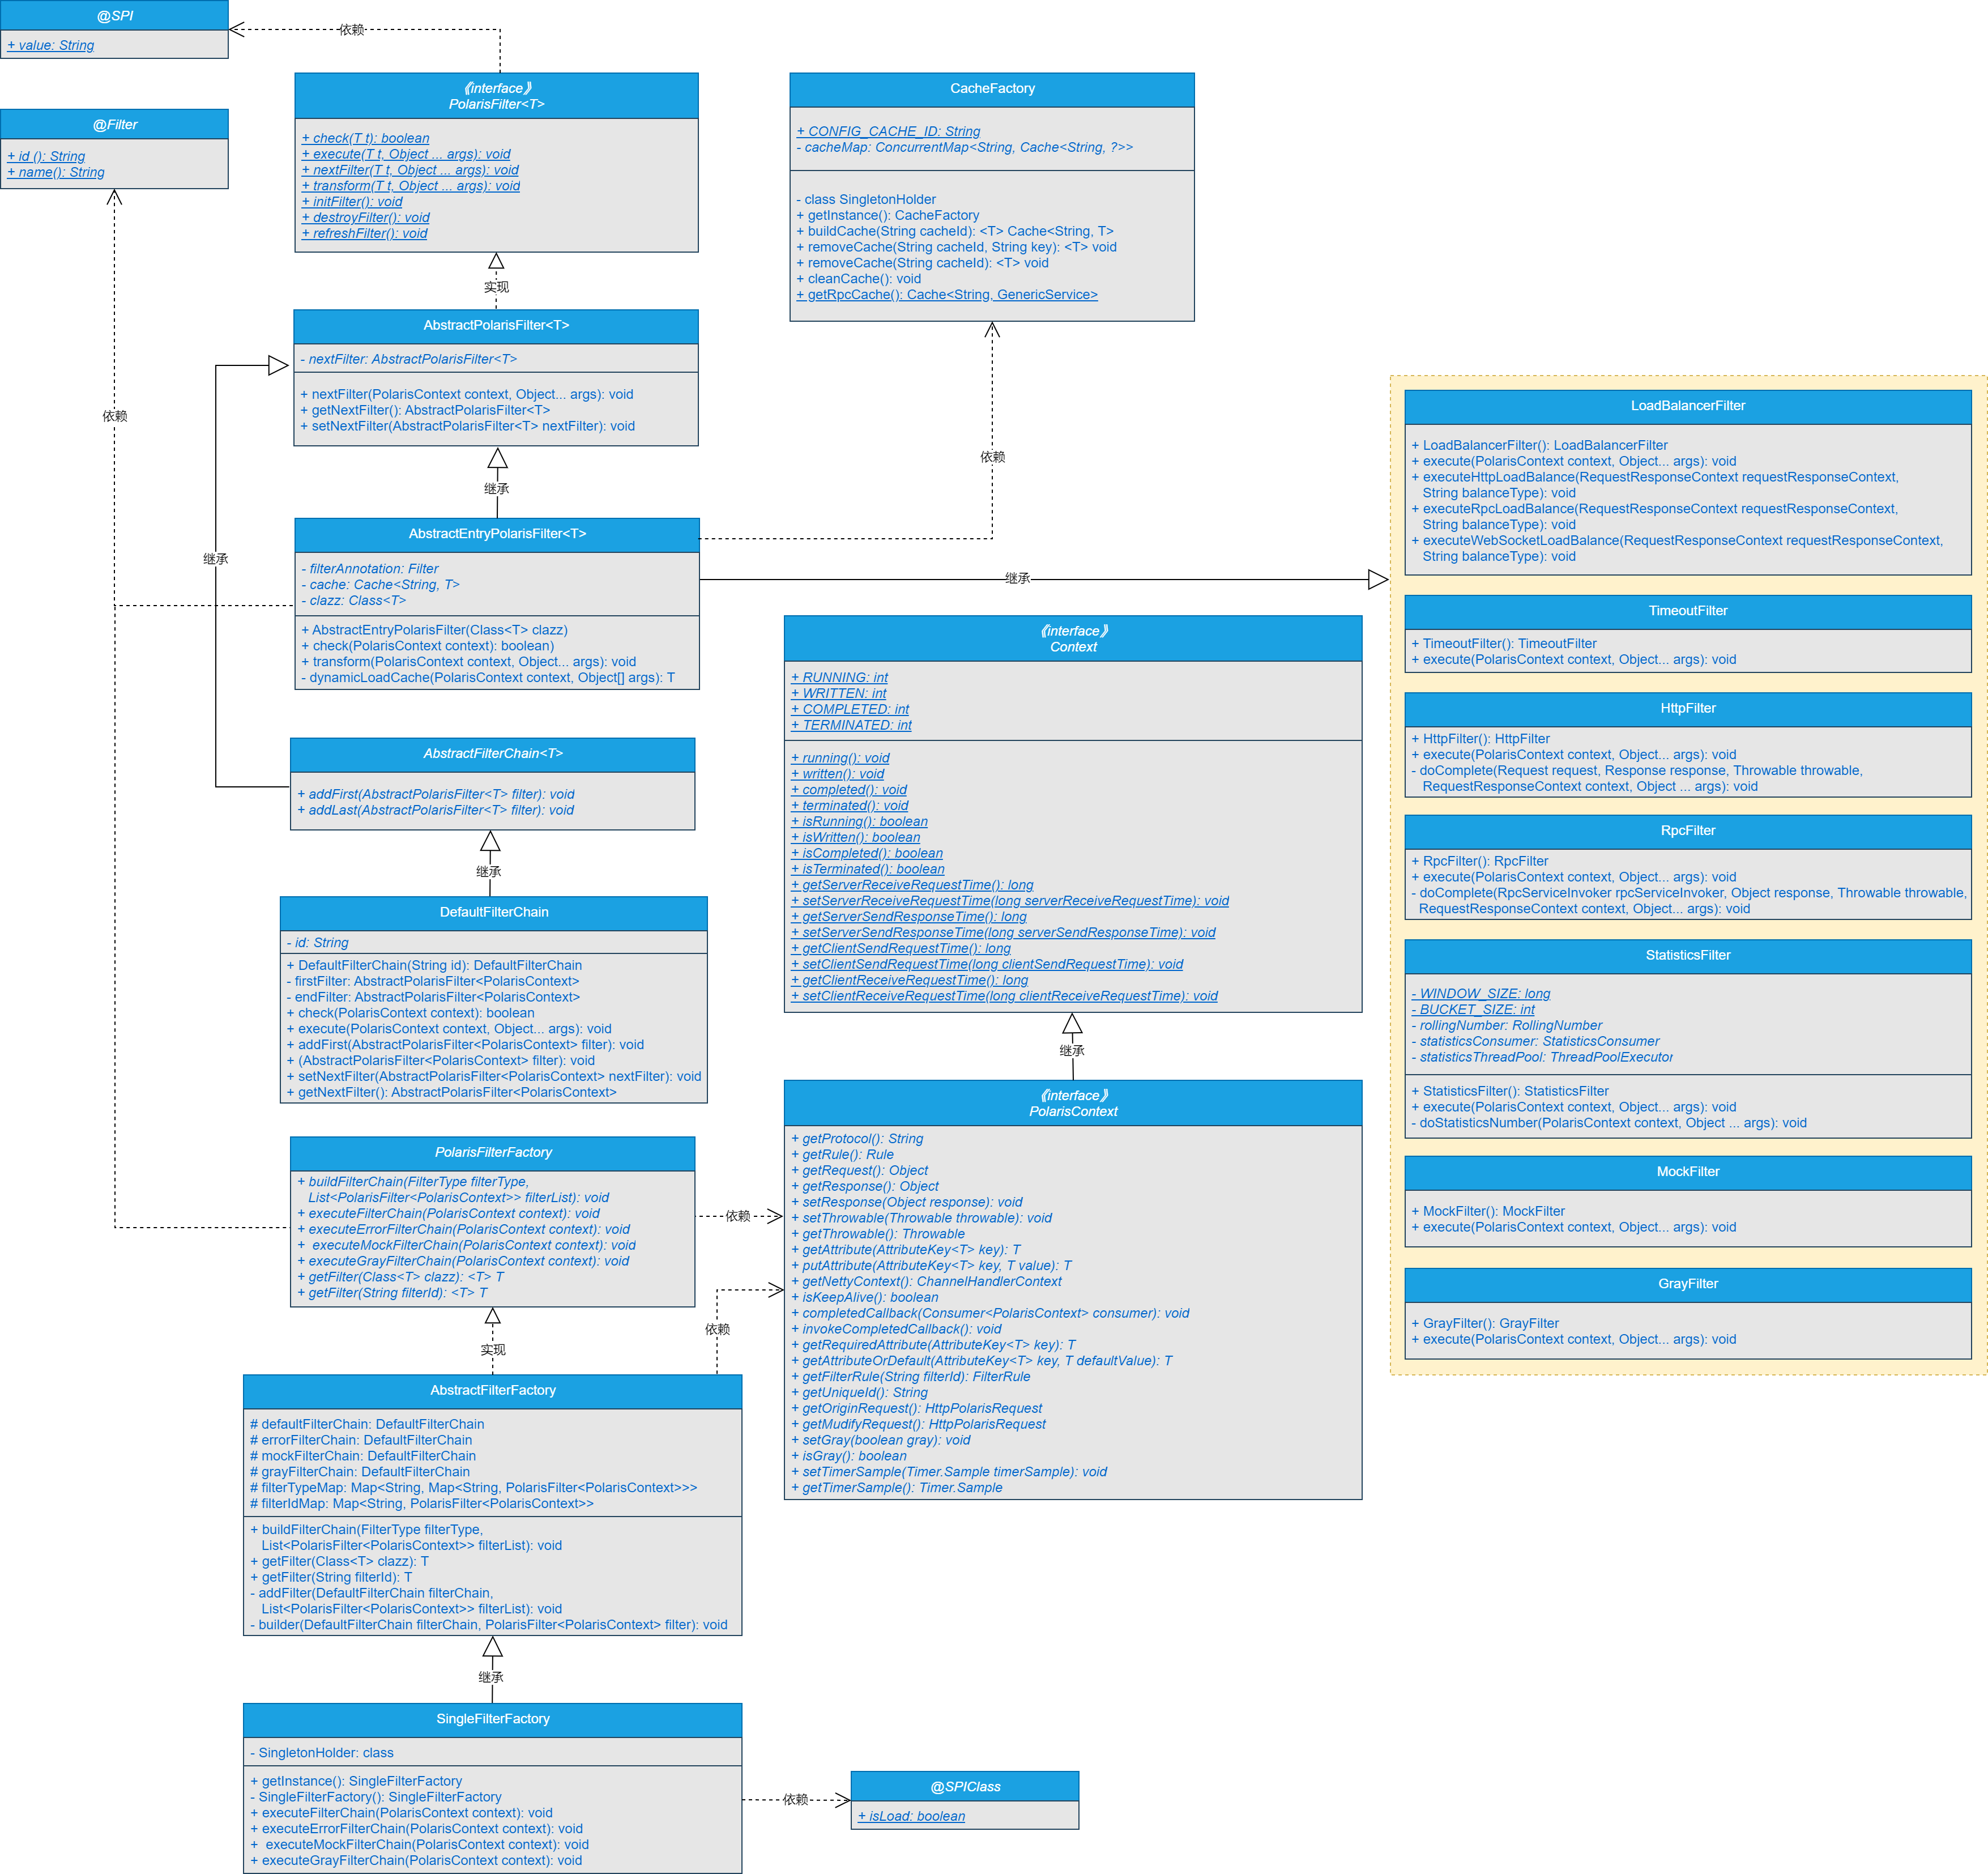 @SPI
+ value: String
依赖
@Filter
+ id (): String
+ name(): String
《interface》
PolarisFilter<T>
+ check(T t): boolean
+ execute(T t, Object ... args): void
+ nextFilter(T t, Object ... args): void
+ transform(T t, Object ... args): void
+ initFilter(): void
+ destroyFilter(): void
+ refreshFilter(): void
实现
CacheFactory
+ CONFIG_CACHE_ID: String
- cacheMap: ConcurrentMap<String, Cache<String, ?>>
- class SingletonHolder
+ getInstance(): CacheFactory
+ buildCache(String cacheId): <T> Cache<String, T>
+ removeCache(String cacheId, String key): <T> void
+ removeCache(String cacheId): <T> void
+ cleanCache(): void
+ getRpcCache(): Cache<String, GenericService>
AbstractPolarisFilter<T>
- nextFilter: AbstractPolarisFilter<T>
+ nextFilter(PolarisContext context, Object... args): void
+ getNextFilter(): AbstractPolarisFilter<T>
+ setNextFilter(AbstractPolarisFilter<T> nextFilter): void
依赖
继承
依赖
继承
AbstractEntryPolarisFilter<T>
- filterAnnotation: Filter
- cache: Cache<String, T>
- clazz: Class<T>
+ AbstractEntryPolarisFilter(Class<T> clazz)
+ check(PolarisContext context): boolean)
+ transform(PolarisContext context, Object... args): void
- dynamicLoadCache(PolarisContext context, Object[] args): T
继承
AbstractFilterChain<T>
+ addFirst(AbstractPolarisFilter<T> filter): void
+ addLast(AbstractPolarisFilter<T> filter): void
继承
DefaultFilterChain
- id: String
+ DefaultFilterChain(String id): DefaultFilterChain
- firstFilter: AbstractPolarisFilter<PolarisContext>
- endFilter: AbstractPolarisFilter<PolarisContext>
+ check(PolarisContext context): boolean
+ execute(PolarisContext context, Object... args): void
+ addFirst(AbstractPolarisFilter<PolarisContext> filter): void
+ (AbstractPolarisFilter<PolarisContext> filter): void
+ setNextFilter(AbstractPolarisFilter<PolarisContext> nextFilter): void
+ getNextFilter(): AbstractPolarisFilter<PolarisContext>
《interface》
Context
+ RUNNING: int
+ WRITTEN: int
+ COMPLETED: int
+ TERMINATED: int
+ running(): void
+ written(): void
+ completed(): void
+ terminated(): void
+ isRunning(): boolean
+ isWritten(): boolean
+ isCompleted(): boolean
+ isTerminated(): boolean
+ getServerReceiveRequestTime(): long
+ setServerReceiveRequestTime(long serverReceiveRequestTime): void
+ getServerSendResponseTime(): long
+ setServerSendResponseTime(long serverSendResponseTime): void
+ getClientSendRequestTime(): long
+ setClientSendRequestTime(long clientSendRequestTime): void
+ getClientReceiveRequestTime(): long
+ setClientReceiveRequestTime(long clientReceiveRequestTime): void
继承
《interface》
PolarisContext
+ getProtocol(): String
+ getRule(): Rule
+ getRequest(): Object
+ getResponse(): Object
+ setResponse(Object response): void
+ setThrowable(Throwable throwable): void
+ getThrowable(): Throwable
+ getAttribute(AttributeKey<T> key): T
+ putAttribute(AttributeKey<T> key, T value): T
+ getNettyContext(): ChannelHandlerContext
+ isKeepAlive(): boolean
+ completedCallback(Consumer<PolarisContext> consumer): void
+ invokeCompletedCallback(): void
+ getRequiredAttribute(AttributeKey<T> key): T
+ getAttributeOrDefault(AttributeKey<T> key, T defaultValue): T
+ getFilterRule(String filterId): FilterRule
+ getUniqueId(): String
+ getOriginRequest(): HttpPolarisRequest
+ getMudifyRequest(): HttpPolarisRequest
+ setGray(boolean gray): void
+ isGray(): boolean
+ setTimerSample(Timer.Sample timerSample): void
+ getTimerSample(): Timer.Sample
LoadBalancerFilter
+ LoadBalancerFilter(): LoadBalancerFilter
+ execute(PolarisContext context, Object... args): void
+ executeHttpLoadBalance(RequestResponseContext requestResponseContext,
String balanceType): void
+ executeRpcLoadBalance(RequestResponseContext requestResponseContext,
String balanceType): void
+ executeWebSocketLoadBalance(RequestResponseContext requestResponseContext,
String balanceType): void
TimeoutFilter
+ TimeoutFilter(): TimeoutFilter
+ execute(PolarisContext context, Object... args): void
HttpFilter
+ HttpFilter(): HttpFilter
+ execute(PolarisContext context, Object... args): void
- doComplete(Request request, Response response, Throwable throwable,
RequestResponseContext context, Object ... args): void
RpcFilter
+ RpcFilter(): RpcFilter
+ execute(PolarisContext context, Object... args): void
- doComplete(RpcServiceInvoker rpcServiceInvoker, Object response, Throwable throwable,
RequestResponseContext context, Object... args): void
StatisticsFilter
- WINDOW_SIZE: long
- BUCKET_SIZE: int
- rollingNumber: RollingNumber
- statisticsConsumer: StatisticsConsumer
- statisticsThreadPool: ThreadPoolExecutor
+ StatisticsFilter(): StatisticsFilter
+ execute(PolarisContext context, Object... args): void
- doStatisticsNumber(PolarisContext context, Object ... args): void
MockFilter
+ MockFilter(): MockFilter
+ execute(PolarisContext context, Object... args): void
GrayFilter
+ GrayFilter(): GrayFilter
+ execute(PolarisContext context, Object... args): void
PolarisFilterFactory
+ buildFilterChain(FilterType filterType,
List<PolarisFilter<PolarisContext>> filterList): void
+ executeFilterChain(PolarisContext context): void
+ executeErrorFilterChain(PolarisContext context): void
+ executeMockFilterChain(PolarisContext context): void
+ executeGrayFilterChain(PolarisContext context): void
+ getFilter(Class<T> clazz): <T> T
+ getFilter(String filterId): <T> T
依赖
依赖
实现
AbstractFilterFactory
# defaultFilterChain: DefaultFilterChain
# errorFilterChain: DefaultFilterChain
# mockFilterChain: DefaultFilterChain
# grayFilterChain: DefaultFilterChain
# filterTypeMap: Map<String, Map<String, PolarisFilter<PolarisContext>>>
# filterIdMap: Map<String, PolarisFilter<PolarisContext>>
+ buildFilterChain(FilterType filterType,
List<PolarisFilter<PolarisContext>> filterList): void
+ getFilter(Class<T> clazz): T
+ getFilter(String filterId): T
- addFilter(DefaultFilterChain filterChain,
List<PolarisFilter<PolarisContext>> filterList): void
- builder(DefaultFilterChain filterChain, PolarisFilter<PolarisContext> filter): void
继承
SingleFilterFactory
- SingletonHolder: class
+ getInstance(): SingleFilterFactory
- SingleFilterFactory(): SingleFilterFactory
+ executeFilterChain(PolarisContext context): void
+ executeErrorFilterChain(PolarisContext context): void
+ executeMockFilterChain(PolarisContext context): void
+ executeGrayFilterChain(PolarisContext context): void
依赖
@SPIClass
+ isLoad: boolean